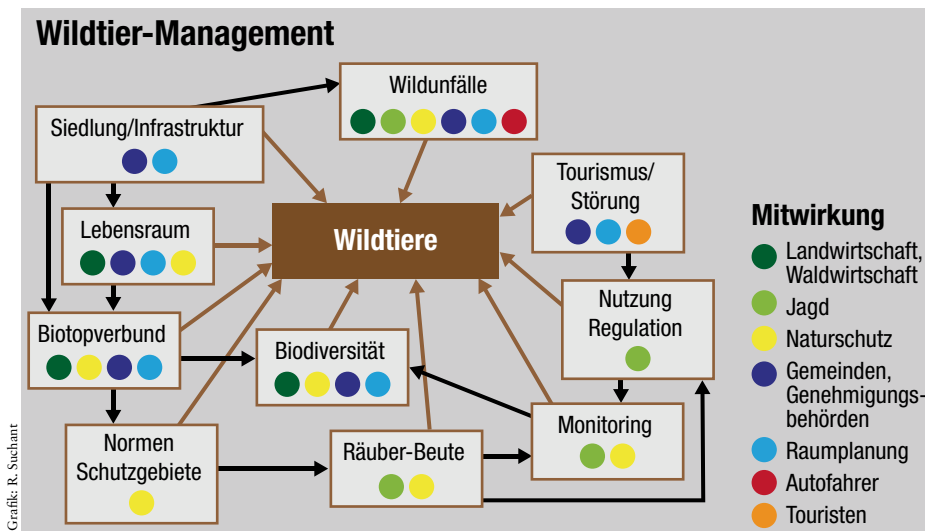 Wildtier-Management
Wildunfälle
Siedlung/Infrastruktur
Tourismus/
Störung
Lebensraum
Wildtiere
Nutzung
Regulation
Biotopverbund
Biodiversität
Normen
Schutzgebiete
Räuber-Beute
Monitoring
Mitwirkung
Landwirtschaft,
Waldwirtschaft
Jagd
Naturschutz
Gemeinden,
Genehmigungs-
behörden
Raumplanung
Autofahrer
Touristen
Grafik: R. Suchant